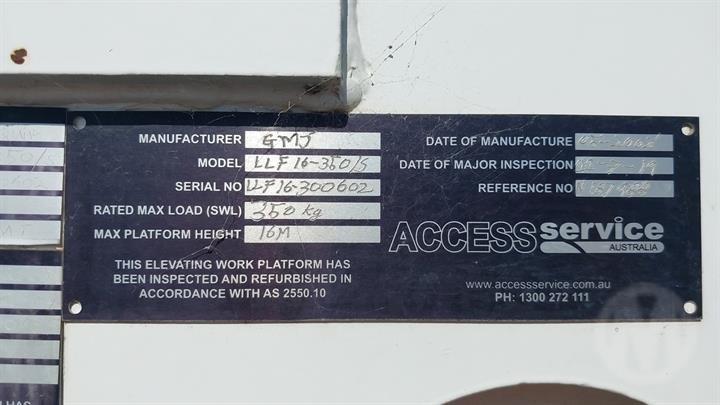 MANUFACTURER GMJ
MODEL LLF16-350/S
SERIAL NO LLF16-300602
RATED MAX LOAD (SWL) 350 kg
MAX PLATFORM HEIGHT 16M
THIS ELEVATING WORK PLATFORM HAS
BEEN INSPECTED AND REFURBISHED IN
ACCORDANCE WITH AS 2550.10
DATE OF MANUFACTURE
DATE OF MAJOR INSPECTION
REFERENCE NO
ACCESS service
AUSTRALIA
www.accessservice.com.au
PH: 1300 272 111